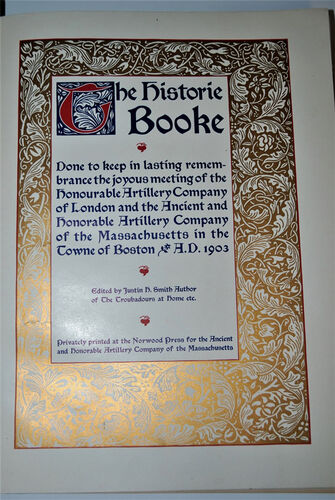 The Historie
Booke
Done to keep in lasting remem-
brance the joyous meeting of the
Honourable Artillery Company
of London and the Ancient and
Honorable Artillery Company
of the Massachusetts in the
Towne of Boston A.D. 1903
Edited by Justin H. Smith Author
of The Troubadours at Home etc.
Privately printed at the Norwood Press for the Ancient
and Honorable Artillery Company of the Massachusetts